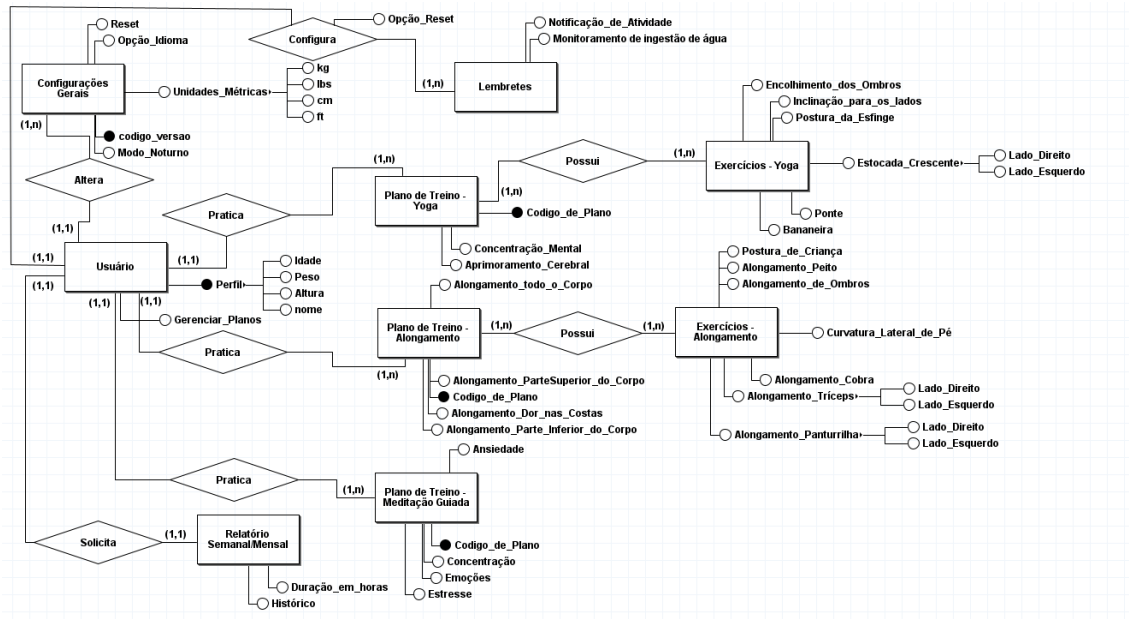 Reset
Opção_Idioma
Configurações
Gerais
Unidades_Métricas
kg
lbs
cm
ft
(1,n)
codigo_versao
Modo_Noturno
Configura
Opção_Reset
(1,n)
Notificação_de_Atividade
Monitoramento de ingestão de água
Lembretes
Altera
(1,1)
Pratica
(1,n)
Plano de Treino -
Yoga
(1,n)
Codigo_de_Plano
Concentração_Mental
Aprimoramento_Cerebral
Possui
(1,n)
Encolhimento_dos_Ombros
Inclinação_para_os_lados
Postura_da_Esfinge
Exercícios - Yoga
Estocada_Crescente
Lado_Direito
Lado_Esquerdo
Ponte
Bananeira
(1,1)
(1,1)
Usuário
(1,1)
(1,1)
(1,1)
Perfil
Idade
Peso
Altura
nome
Gerenciar_Planos
Pratica
(1,n)
Alongamento_todo_o_Corpo
Plano de Treino -
Alongamento
(1,n)
Alongamento_ParteSuperior_do_Corpo
Codigo_de_Plano
Alongamento_Dor_nas_Costas
Alongamento_Parte_Inferior_do_Corpo
Possui
(1,n)
Postura_de_Criança
Alongamento_Peito
Alongamento_de_Ombros
Exercícios -
Alongamento
Curvatura_Lateral_de_Pé
Alongamento_Cobra
Alongamento_Tríceps
Lado_Direito
Lado_Esquerdo
Alongamento_Panturrilha
Lado_Direito
Lado_Esquerdo
Pratica
(1,n)
Ansiedade
Plano de Treino -
Meditação Guiada
Codigo_de_Plano
Concentração
Emoções
Estresse
Solicita
(1,1)
Relatório
Semanal/Mensal
Duração_em_horas
Histórico